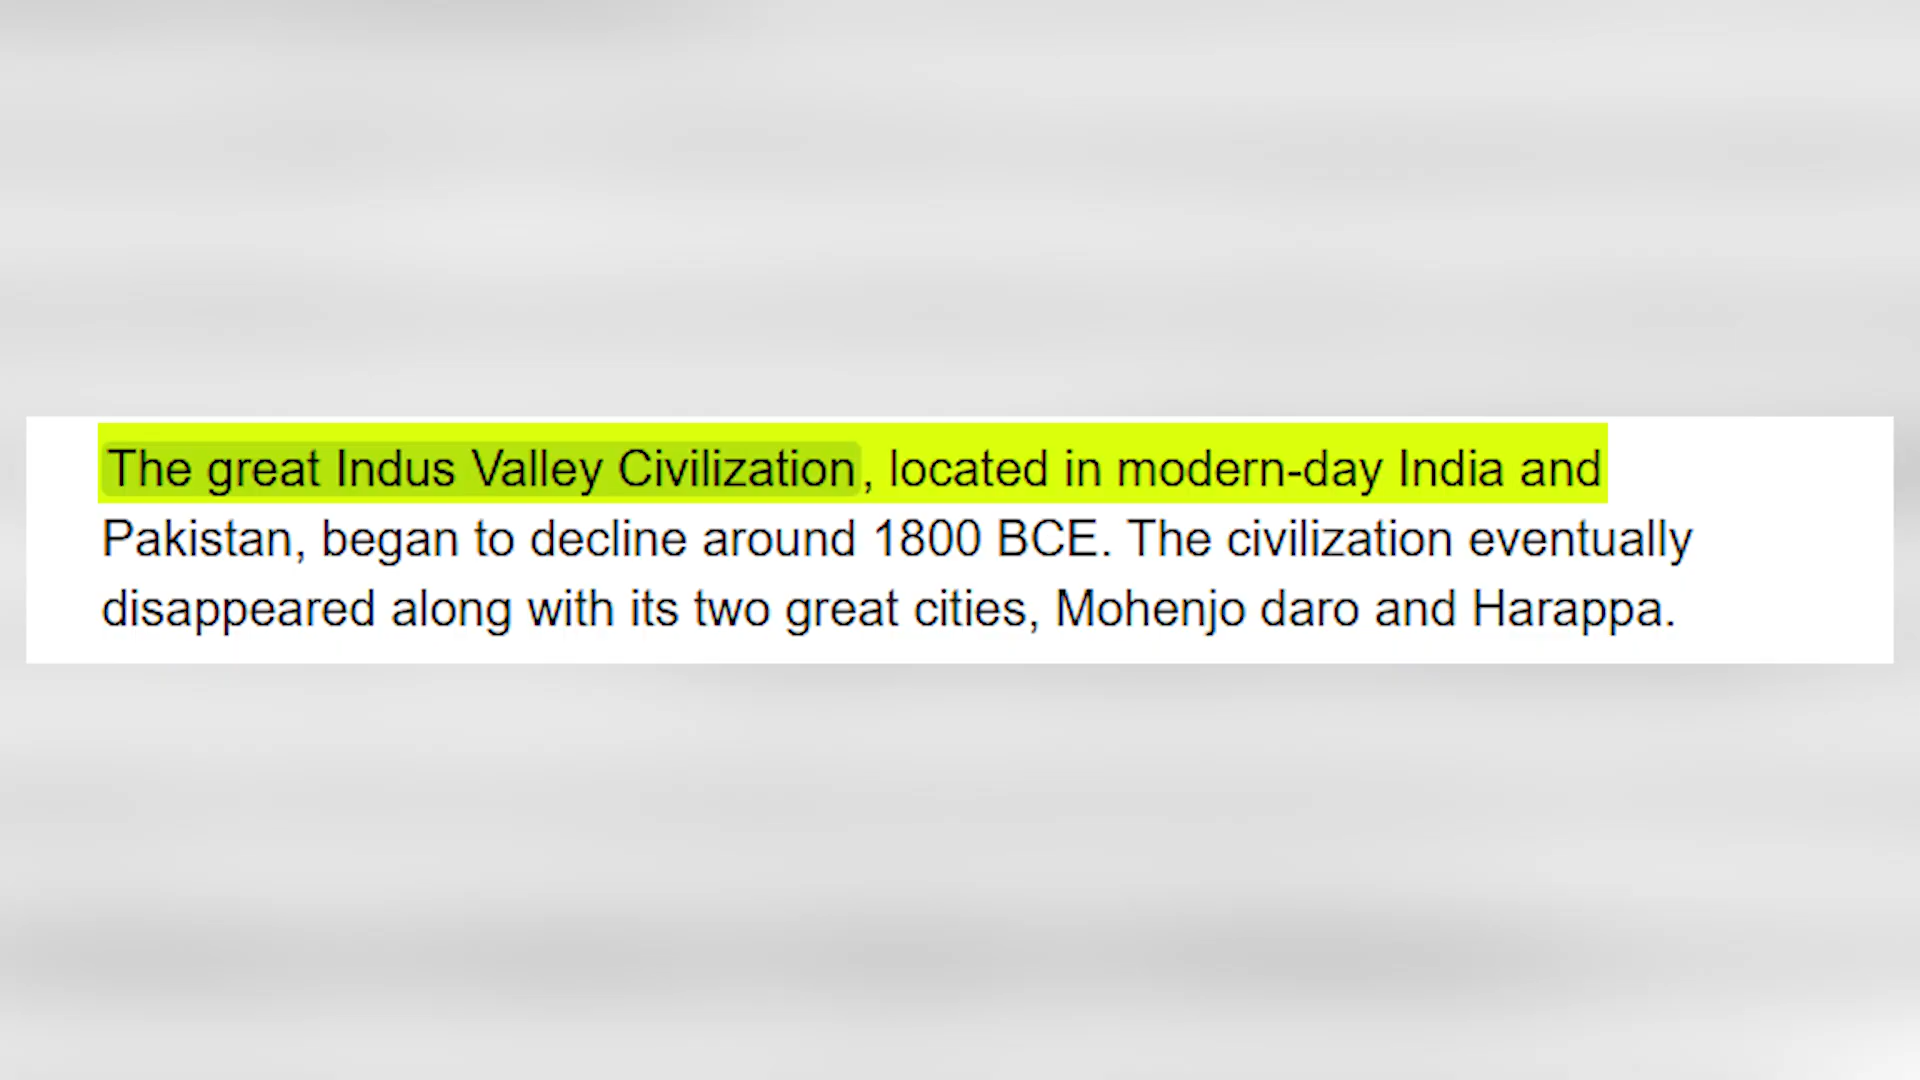 The great Indus Valley Civilization, located in modern-day India and
Pakistan, began to decline around 1800 BCE. The civilization eventually
disappeared along with its two great cities, Mohenjo daro and Harappa.